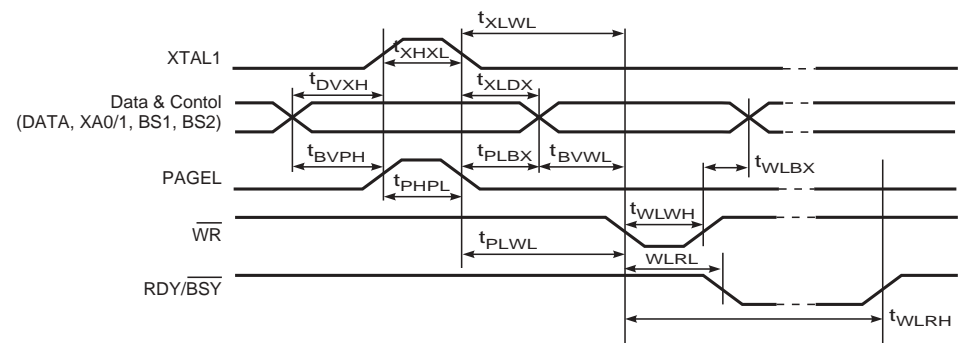 tXLWL
XTAL1
tXHXL
tDVXH
tXLDX
Data & Contol
(DATA, XA0/1, BS1, BS2)
tBVPH
tPLBX
tBVWL
tWLBX
PAGEL
tPHPL
WR
tWLWH
tPLWL
WLRL
RDY/BSY
tWLRH